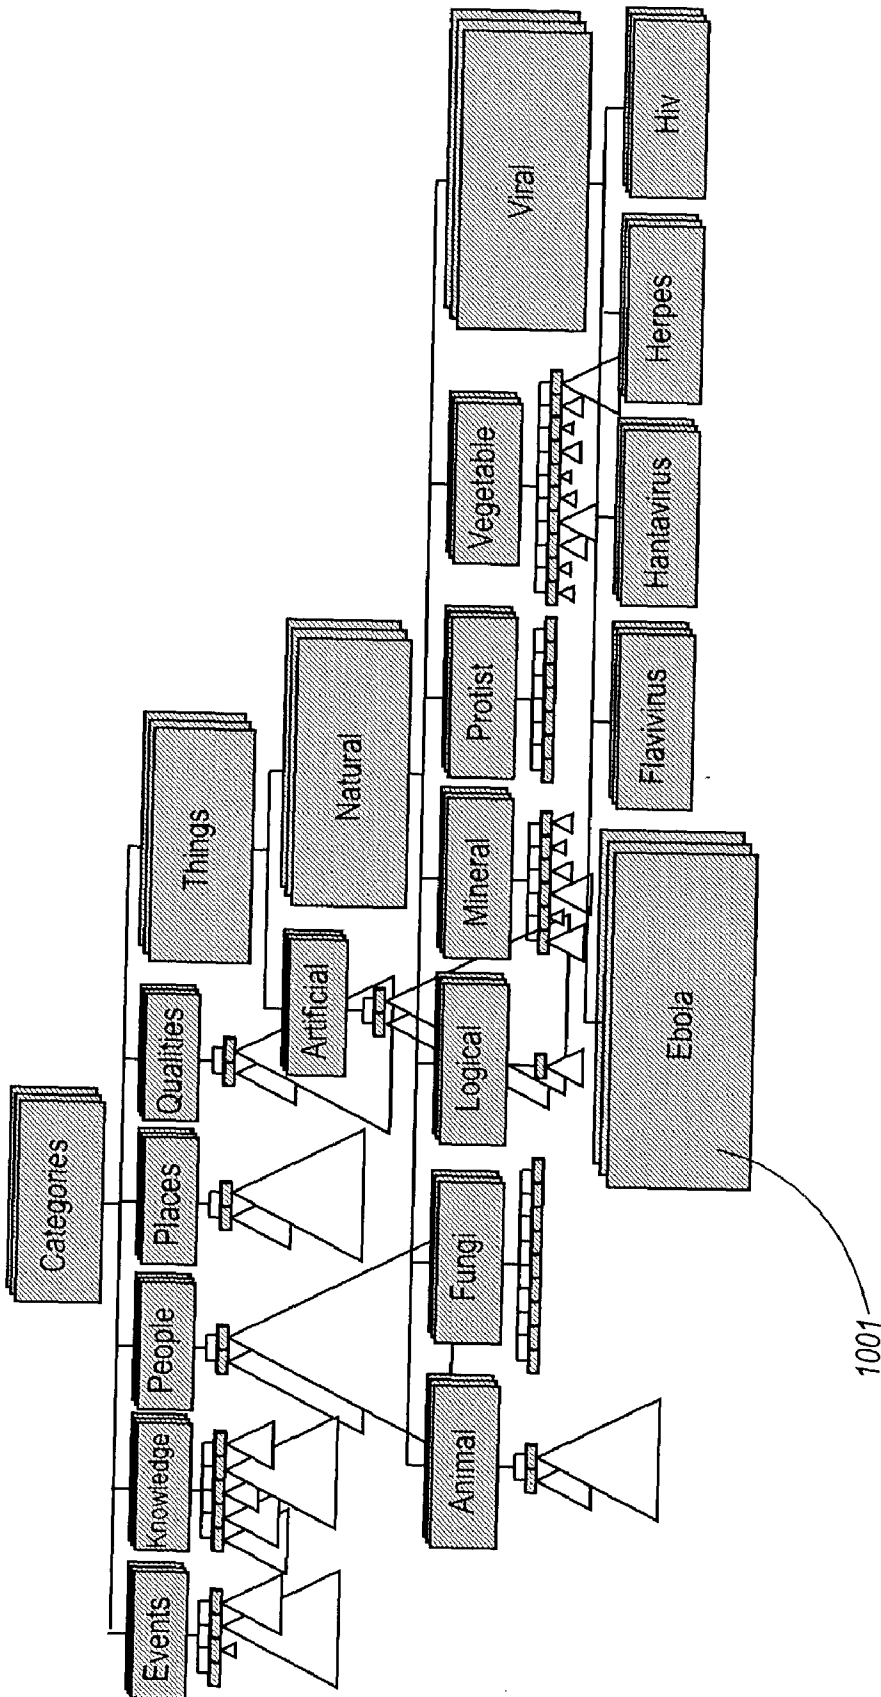 Categories
Events
Knowledge
People
Places
Qualities
Things
Artificial
Natural
Animal
Fungi
Logical
Mineral
Protist
Vegetable
Viral
Ebola
Flavivirus
Hantavirus
Herpes
Hiv
1001